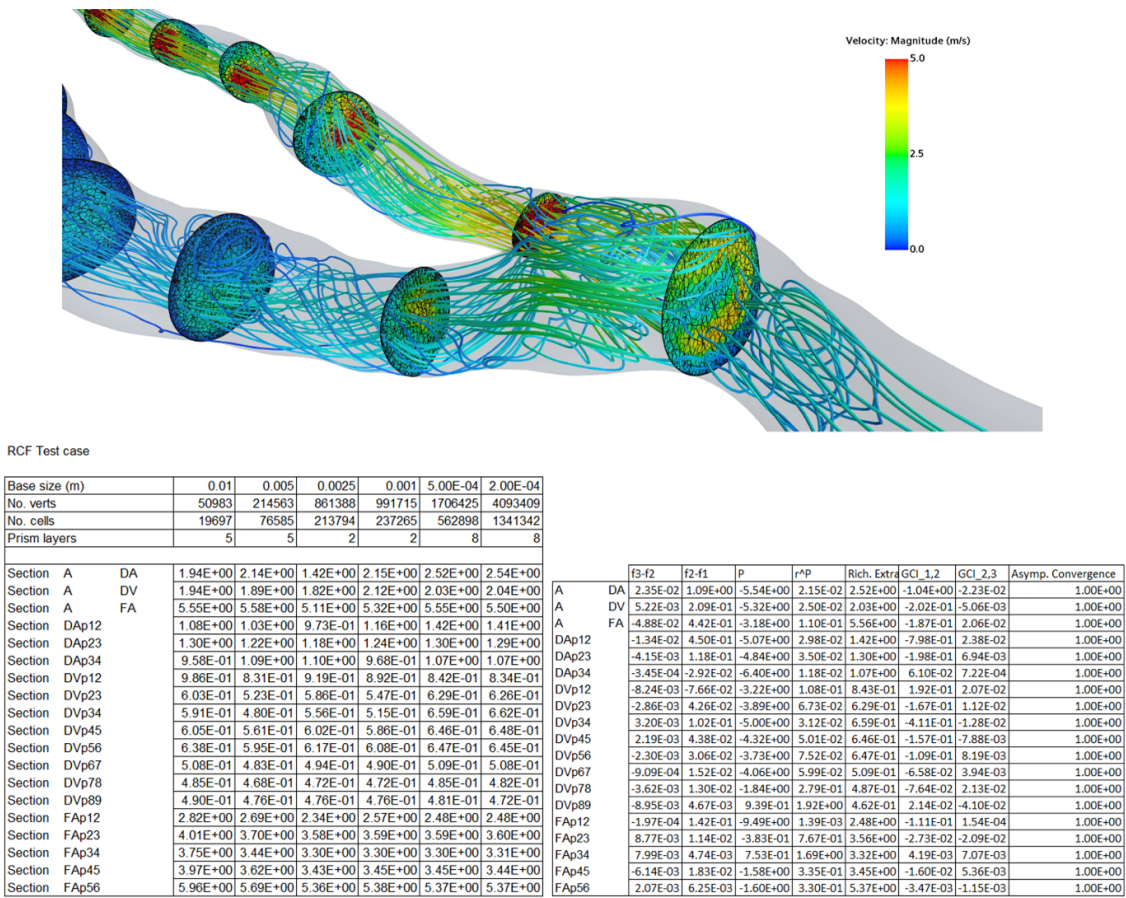 Velocity: Magnitude (m/s)
5.0
2.5
0.0
RCF Test case
Base size (m) 0.01 0.005 0.0025 0.001 5.00E-04 2.00E-04
No. verts 50983 214563 861388 991715 1706425 4093409
No. cells 19697 76585 213794 237265 562898 1341342
Prism layers 5 5 2 2 8 8
Section A DA 1.94E+00 2.14E+00 1.42E+00 2.15E+00 2.52E+00 2.54E+00
Section A DV 1.94E+00 1.89E+00 1.82E+00 2.12E+00 2.03E+00 2.04E+00
Section A FA 5.55E+00 5.58E+00 5.11E+00 5.32E+00 5.55E+00 5.50E+00
Section DAp12 1.08E+00 1.03E+00 9.73E-01 1.16E+00 1.42E+00 1.41E+00
Section DAp23 1.30E+00 1.22E+00 1.18E+00 1.24E+00 1.30E+00 1.29E+00
Section DAp34 9.58E-01 1.09E+00 1.10E+00 9.68E-01 1.07E+00 1.07E+00
Section DVp12 9.86E-01 8.31E-01 9.19E-01 8.92E-01 8.42E-01 8.34E-01
Section DVp23 6.03E-01 5.23E-01 5.86E-01 5.47E-01 6.29E-01 6.26E-01
Section DVp34 5.91E-01 4.80E-01 5.56E-01 5.15E-01 6.59E-01 6.62E-01
Section DVp45 6.05E-01 5.61E-01 6.02E-01 5.86E-01 6.46E-01 6.48E-01
Section DVp56 6.38E-01 5.95E-01 6.17E-01 6.08E-01 6.47E-01 6.45E-01
Section DVp67 5.08E-01 4.83E-01 4.94E-01 4.90E-01 5.09E-01 5.08E-01
Section DVp78 4.85E-01 4.68E-01 4.72E-01 4.72E-01 4.85E-01 4.82E-01
Section DVp89 4.90E-01 4.76E-01 4.76E-01 4.76E-01 4.81E-01 4.72E-01
Section FAp12 2.82E+00 2.69E+00 2.34E+00 2.57E+00 2.48E+00 2.48E+00
Section FAp23 4.01E+00 3.70E+00 3.58E+00 3.59E+00 3.59E+00 3.60E+00
Section FAp34 3.75E+00 3.44E+00 3.30E+00 3.30E+00 3.30E+00 3.31E+00
Section FAp45 3.97E+00 3.62E+00 3.43E+00 3.45E+00 3.45E+00 3.44E+00
Section FAp56 5.96E+00 5.69E+00 5.36E+00 5.38E+00 5.37E+00 5.37E+00
f3-f2 f2-f1 P r^P Rich. Extra GCI_1,2 GCI_2,3 Asymp. Convergence
A DA 2.35E-02 1.09E+00 -5.54E+00 2.15E-02 2.52E+00 -1.04E+00 -2.23E-02 1.00E+00
A DV 5.22E-03 2.09E-01 -5.32E+00 2.50E-02 2.03E+00 -2.02E-01 -5.06E-03 1.00E+00
A FA -4.88E-02 4.42E-01 -3.18E+00 1.10E-01 5.56E+00 -1.87E-01 2.06E-02 1.00E+00
DAp12 -1.34E-02 4.50E-01 -5.07E+00 2.98E-02 1.42E+00 -7.98E-01 2.38E-02 1.00E+00
DAp23 -4.15E-03 1.18E-01 -4.84E+00 3.50E-02 1.30E+00 -1.98E-01 6.94E-03 1.00E+00
DAp34 -3.45E-04 -2.92E-02 -6.40E+00 1.18E-02 1.07E+00 6.10E-02 7.22E-04 1.00E+00
DVp12 -8.24E-03 -7.66E-02 -3.22E+00 1.08E-01 8.43E-01 1.92E-01 2.07E-02 1.00E+00
DVp23 -2.86E-03 4.26E-02 -3.89E+00 6.73E-02 6.29E-01 -1.67E-01 1.12E-02 1.00E+00
DVp34 3.20E-03 1.02E-01 -5.00E+00 3.12E-02 6.59E-01 -4.11E-01 -1.28E-02 1.00E+00
DVp45 2.19E-03 4.38E-02 -4.32E+00 5.01E-02 6.46E-01 -1.57E-01 -7.88E-03 1.00E+00
DVp56 -2.30E-03 3.06E-02 -3.73E+00 7.52E-02 6.47E-01 -1.09E-01 8.19E-03 1.00E+00
DVp67 -9.09E-04 1.52E-02 -4.06E+00 5.99E-02 5.09E-01 -6.58E-02 3.94E-03 1.00E+00
DVp78 -3.62E-03 1.30E-02 -1.84E+00 2.79E-01 4.87E-01 -7.64E-02 2.13E-02 1.00E+00
DVp89 -8.95E-03 4.67E-03 9.39E-01 1.92E+00 4.62E-01 2.14E-02 -4.10E-02 1.00E+00
FAp12 -1.97E-04 1.42E-01 -9.49E+00 1.39E-03 2.48E+00 -1.11E-01 1.54E-04 1.00E+00
FAp23 8.77E-03 1.14E-02 -3.83E-01 7.67E-01 3.56E+00 -2.73E-02 -2.09E-02 1.00E+00
FAp34 7.99E-03 4.74E-03 7.53E-01 1.69E+00 3.32E+00 4.19E-03 7.07E-03 1.00E+00
FAp45 -6.14E-03 1.83E-02 -1.58E+00 3.35E-01 3.45E+00 -1.60E-02 5.36E-03 1.00E+00
FAp56 2.07E-03 6.25E-03 -1.60E+00 3.30E-01 5.37E+00 -3.47E-03 -1.15E-03 1.00E+00